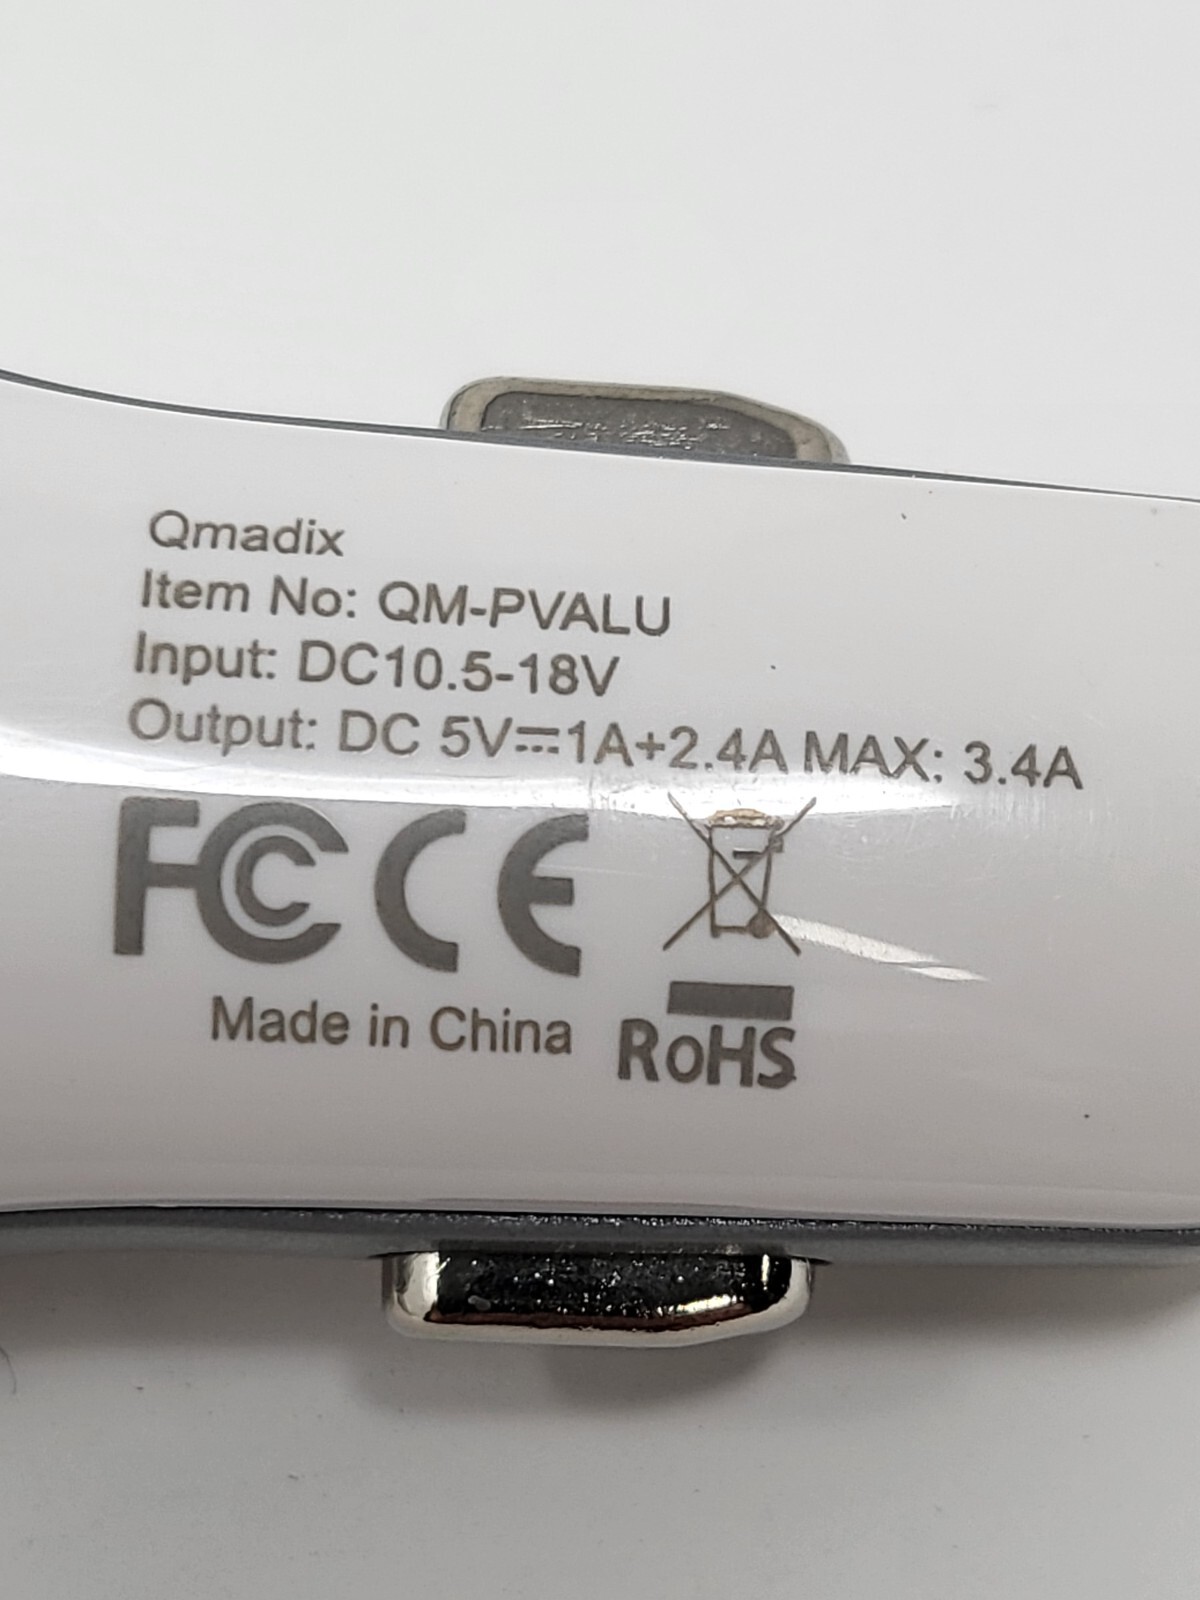 Qmadix
Item No: QM-PVALU
Input: DC10.5-18V
Output: DC 5V⎓1A+2.4A MAX: 3.4A
FC CE
Made in China
RoHS